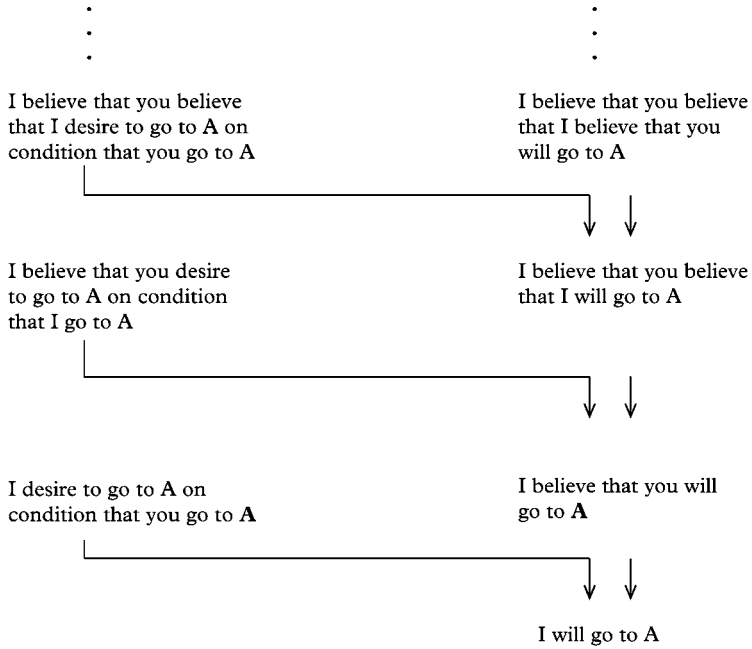 I believe that you believe
that I desire to go to A on
condition that you go to A
I believe that you believe
that I believe that you
will go to A
I believe that you desire
to go to A on condition
that I go to A
I believe that you believe
that I will go to A
I desire to go to A on
condition that you go to A
I believe that you will
go to A
I will go to A